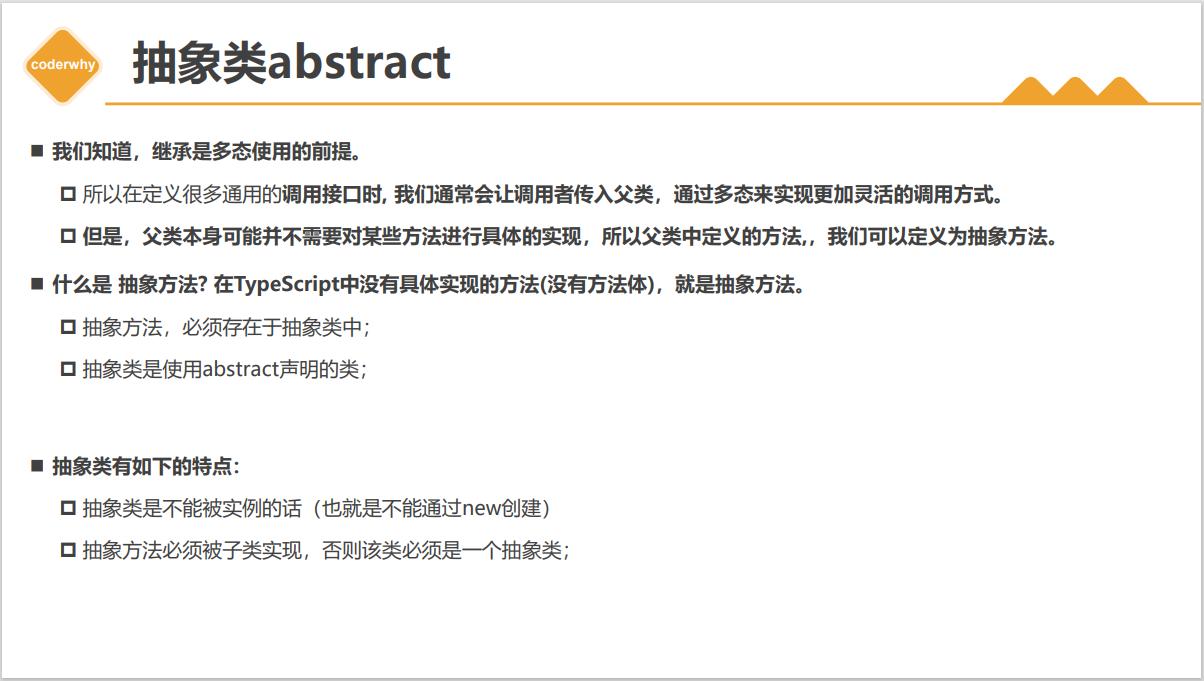 coderwhy
抽象类abstract
我们知道，继承是多态使用的前提。
所以在定义很多通用的调用接口时, 我们通常会让调用者传入父类，通过多态来实现更加灵活的调用方式。
但是，父类本身可能并不需要对某些方法进行具体的实现，所以父类中定义的方法,，我们可以定义为抽象方法。
什么是 抽象方法? 在TypeScript中没有具体实现的方法(没有方法体)，就是抽象方法。
抽象方法，必须存在于抽象类中；
抽象类是使用abstract声明的类；
抽象类有如下的特点：
抽象类是不能被实例的话（也就是不能通过new创建）
抽象方法必须被子类实现，否则该类必须是一个抽象类；